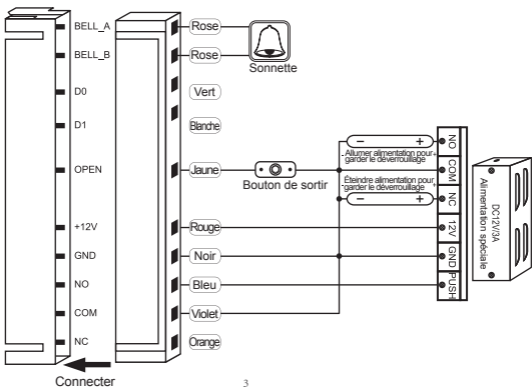 BELL_A
BELL_B
D0
D1
OPEN
+12V
GND
NO
COM
NC
Connecter
Rose
Rose
Vert
Blanche
Jaune
Rouge
Noir
Bleu
Violet
Orange
Sonnette
Bouton de sortir
- +
Allumer alimentation pour
garder le déverrouillage
Éteindre alimentation pour
garder le déverrouillage
- +
NO
COM
NC
12V
GND
PUSH
DC12V/3A
Alimentation spéciale
3